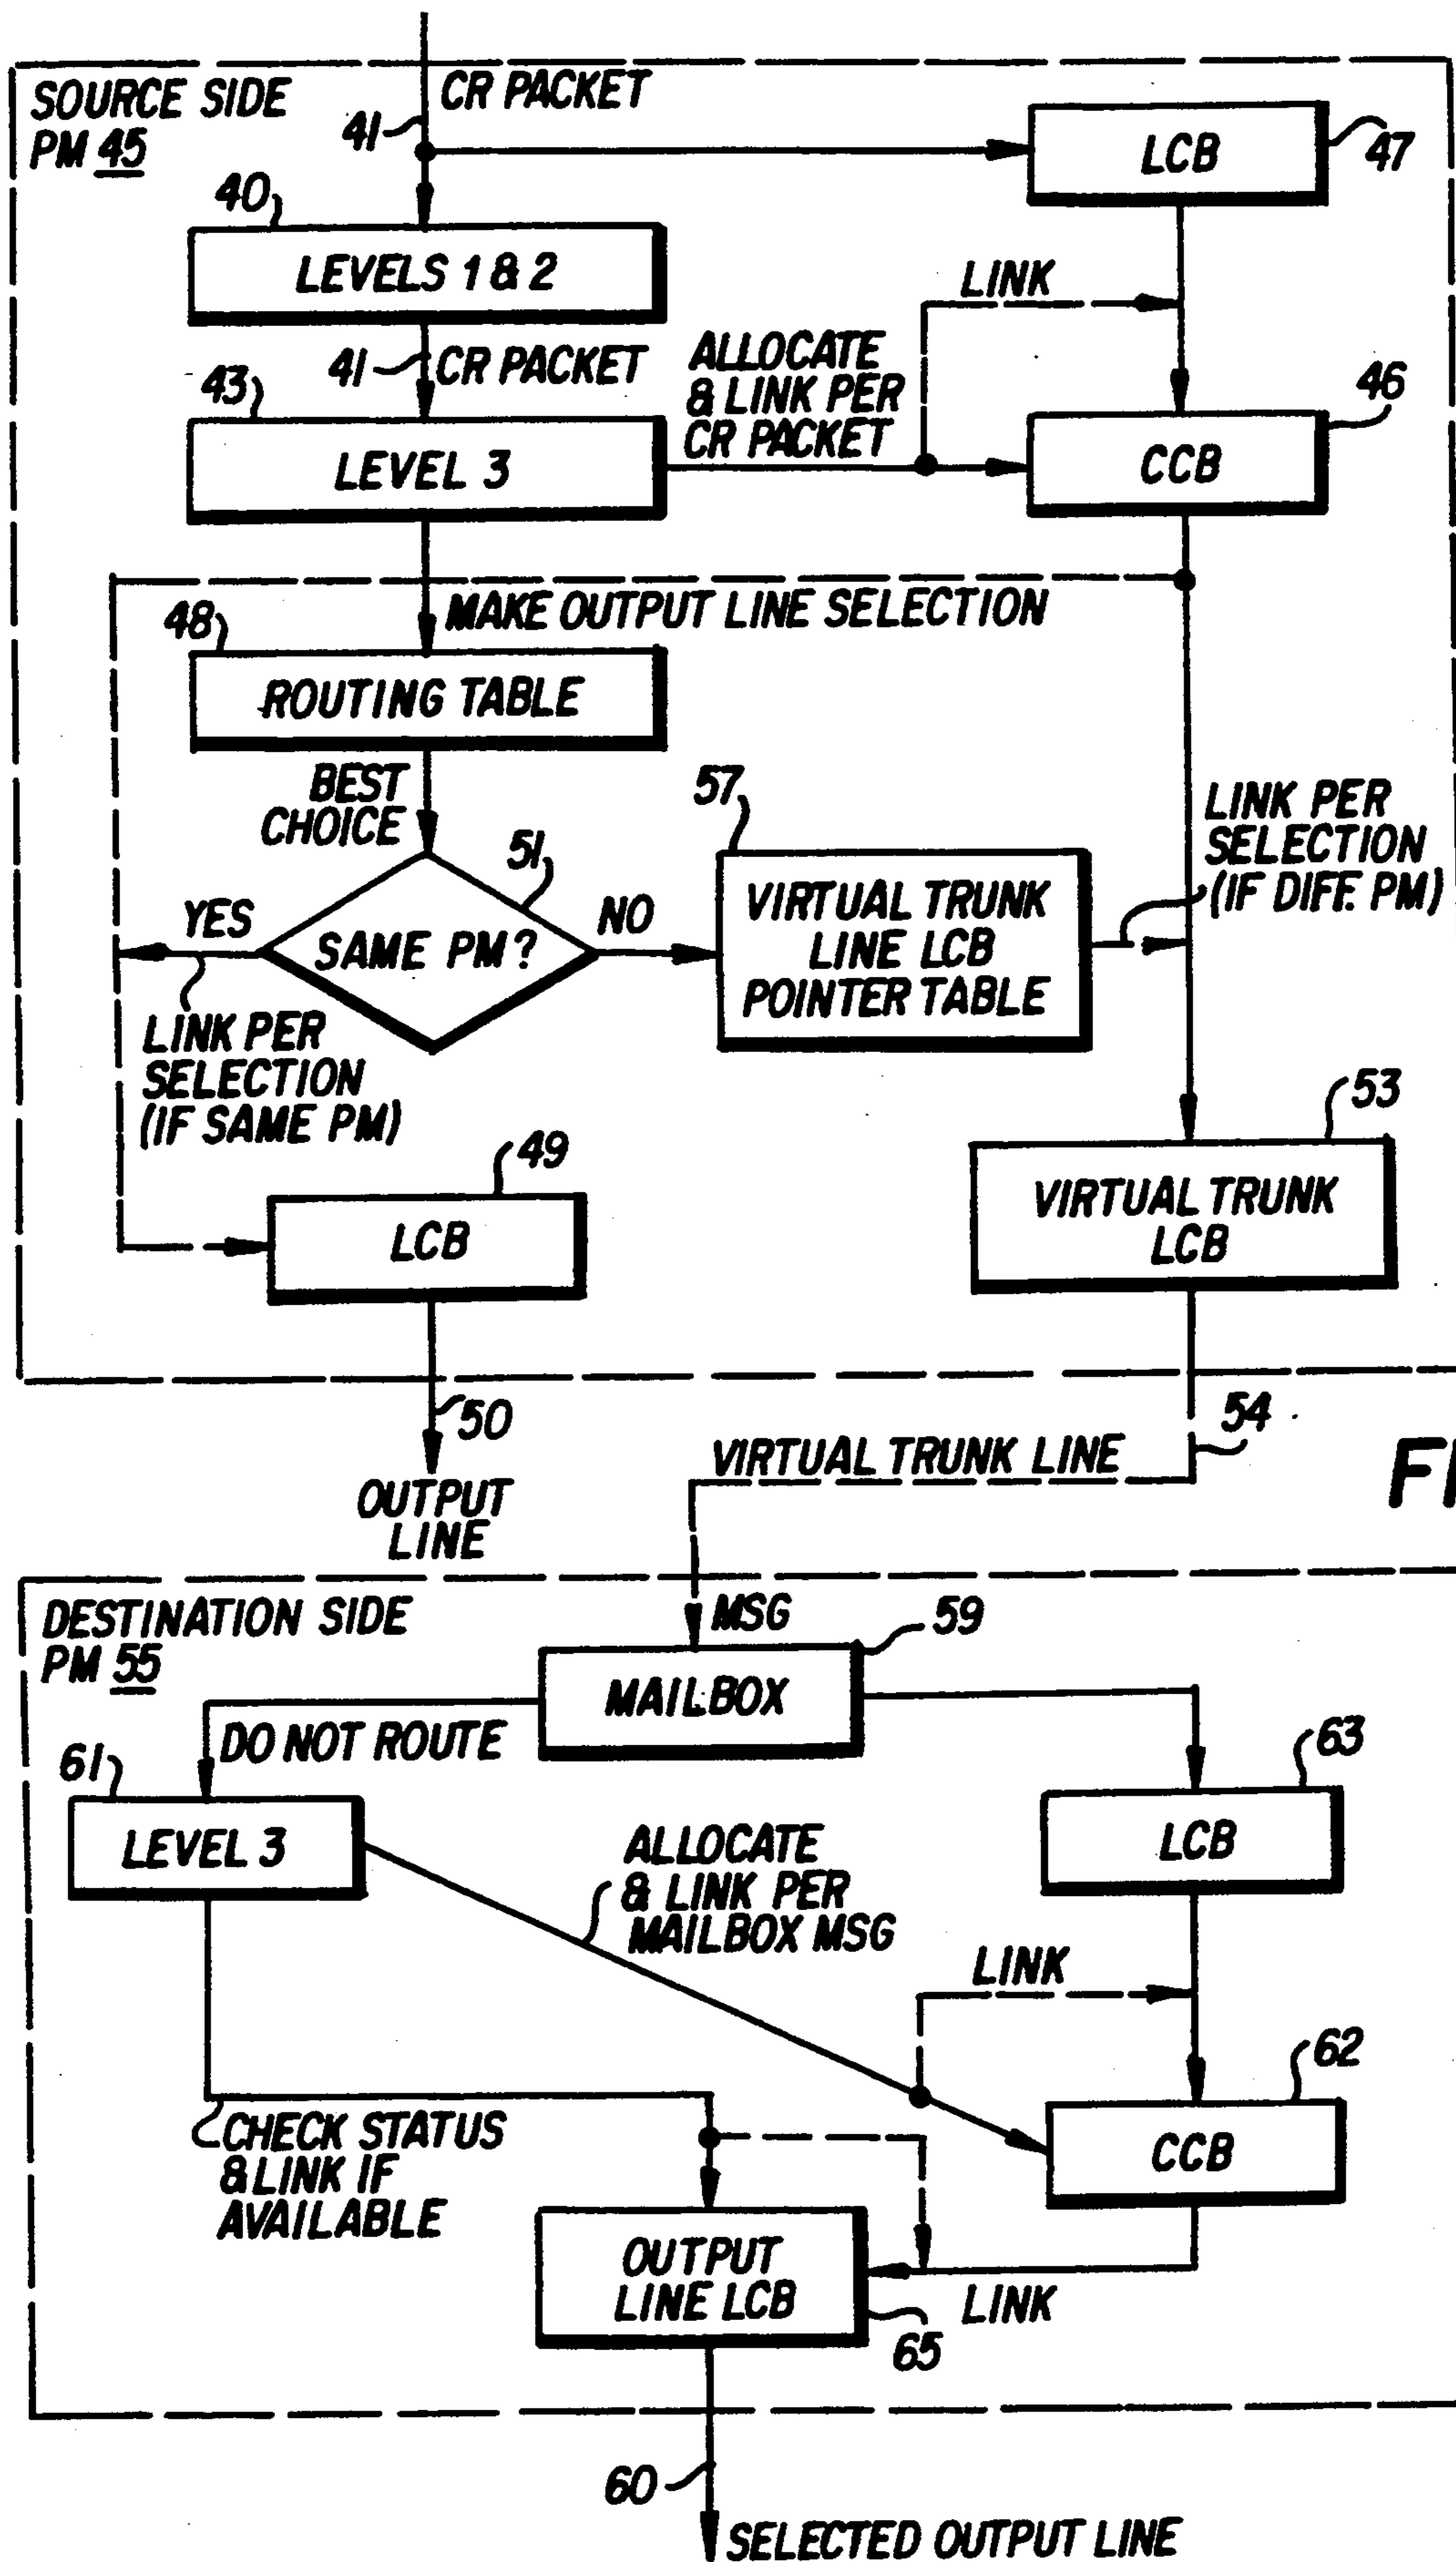 CR PACKET
SOURCE SIDE
PM 45
41
LCB
47
40
LEVELS 1 & 2
LINK
41
CR PACKET
ALLOCATE
& LINK PER
CR PACKET
43
46
LEVEL 3
CCB
MAKE OUTPUT LINE SELECTION
48
ROUTING TABLE
BEST
CHOICE
57
LINK PER
SELECTION
(IF DIFF. PM)
51
YES
SAME PM?
NO
VIRTUAL TRUNK
LINE LCB
POINTER TABLE
LINK PER
SELECTION
(IF SAME PM)
53
49
LCB
VIRTUAL TRUNK
LCB
50
54
OUTPUT
LINE
VIRTUAL TRUNK LINE
DESTINATION SIDE
PM 55
MSG
59
MAILBOX
DO NOT ROUTE
61
63
LEVEL 3
LCB
ALLOCATE
& LINK PER
MAILBOX MSG
LINK
62
CHECK STATUS
& LINK IF
AVAILABLE
CCB
OUTPUT
LINE LCB
LINK
65
60
SELECTED OUTPUT LINE